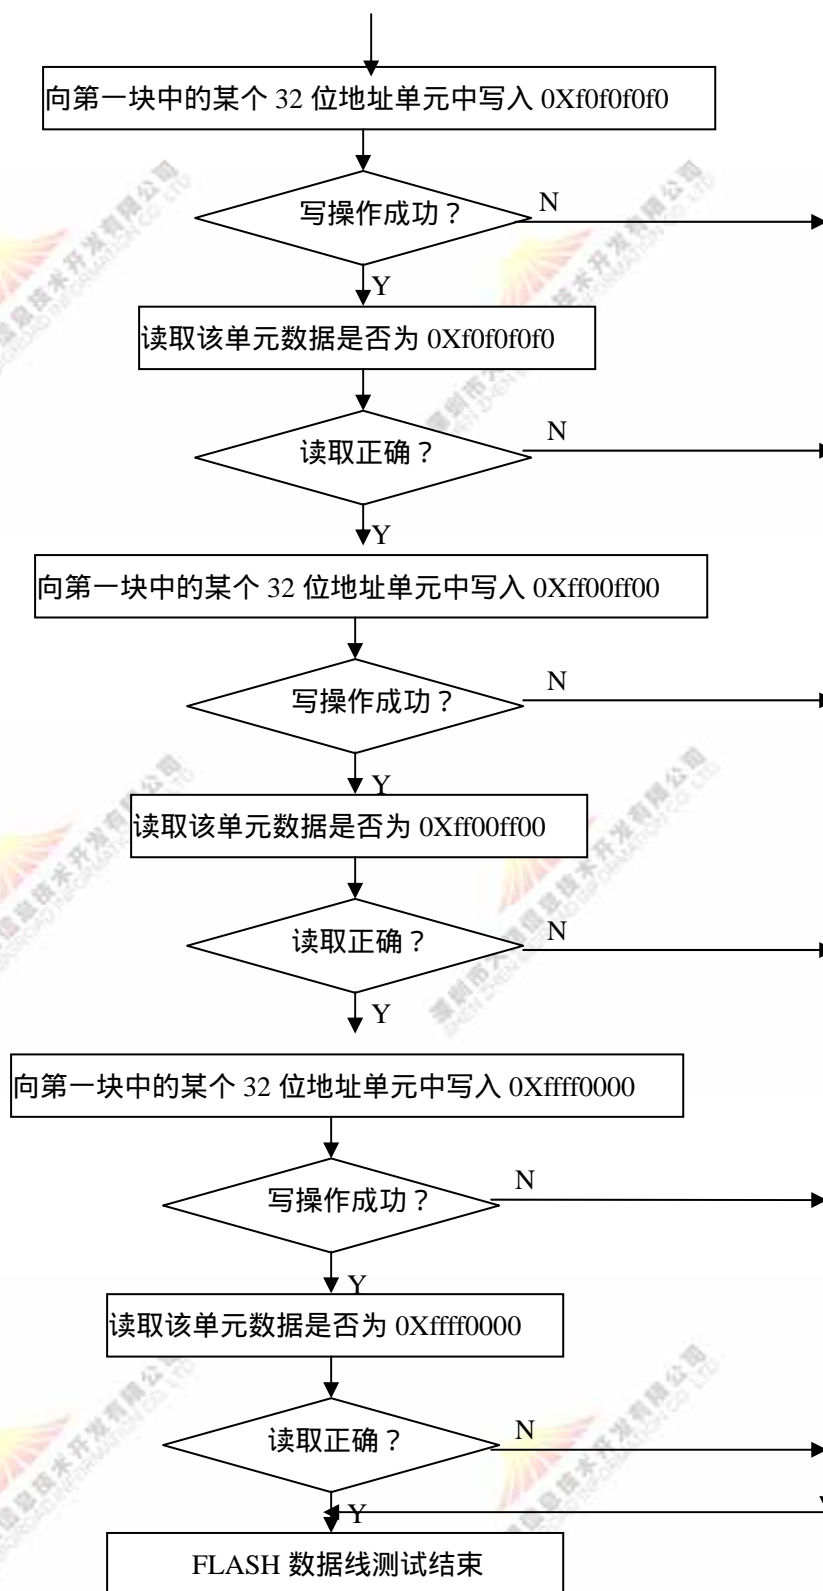 向第一块中的某个 32 位地址单元中写入 0Xf0f0f0f0
写操作成功？
N
Y
读取该单元数据是否为 0Xf0f0f0f0
读取正确？
N
Y
向第一块中的某个 32 位地址单元中写入 0Xff00ff00
写操作成功？
N
Y
读取该单元数据是否为 0Xff00ff00
读取正确？
N
Y
向第一块中的某个 32 位地址单元中写入 0Xffff0000
写操作成功？
N
Y
读取该单元数据是否为 0Xffff0000
读取正确？
N
Y
FLASH 数据线测试结束